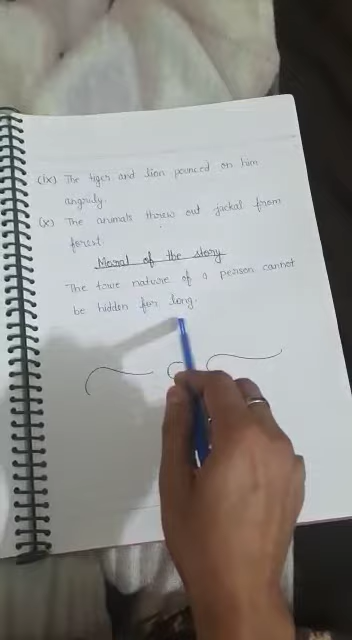 (ix) The tiger and lion pounced on him
angrily.
(x) The animals threw out jackal from
forest.
Moral of the story
The true nature of a person cannot
be hidden for long.